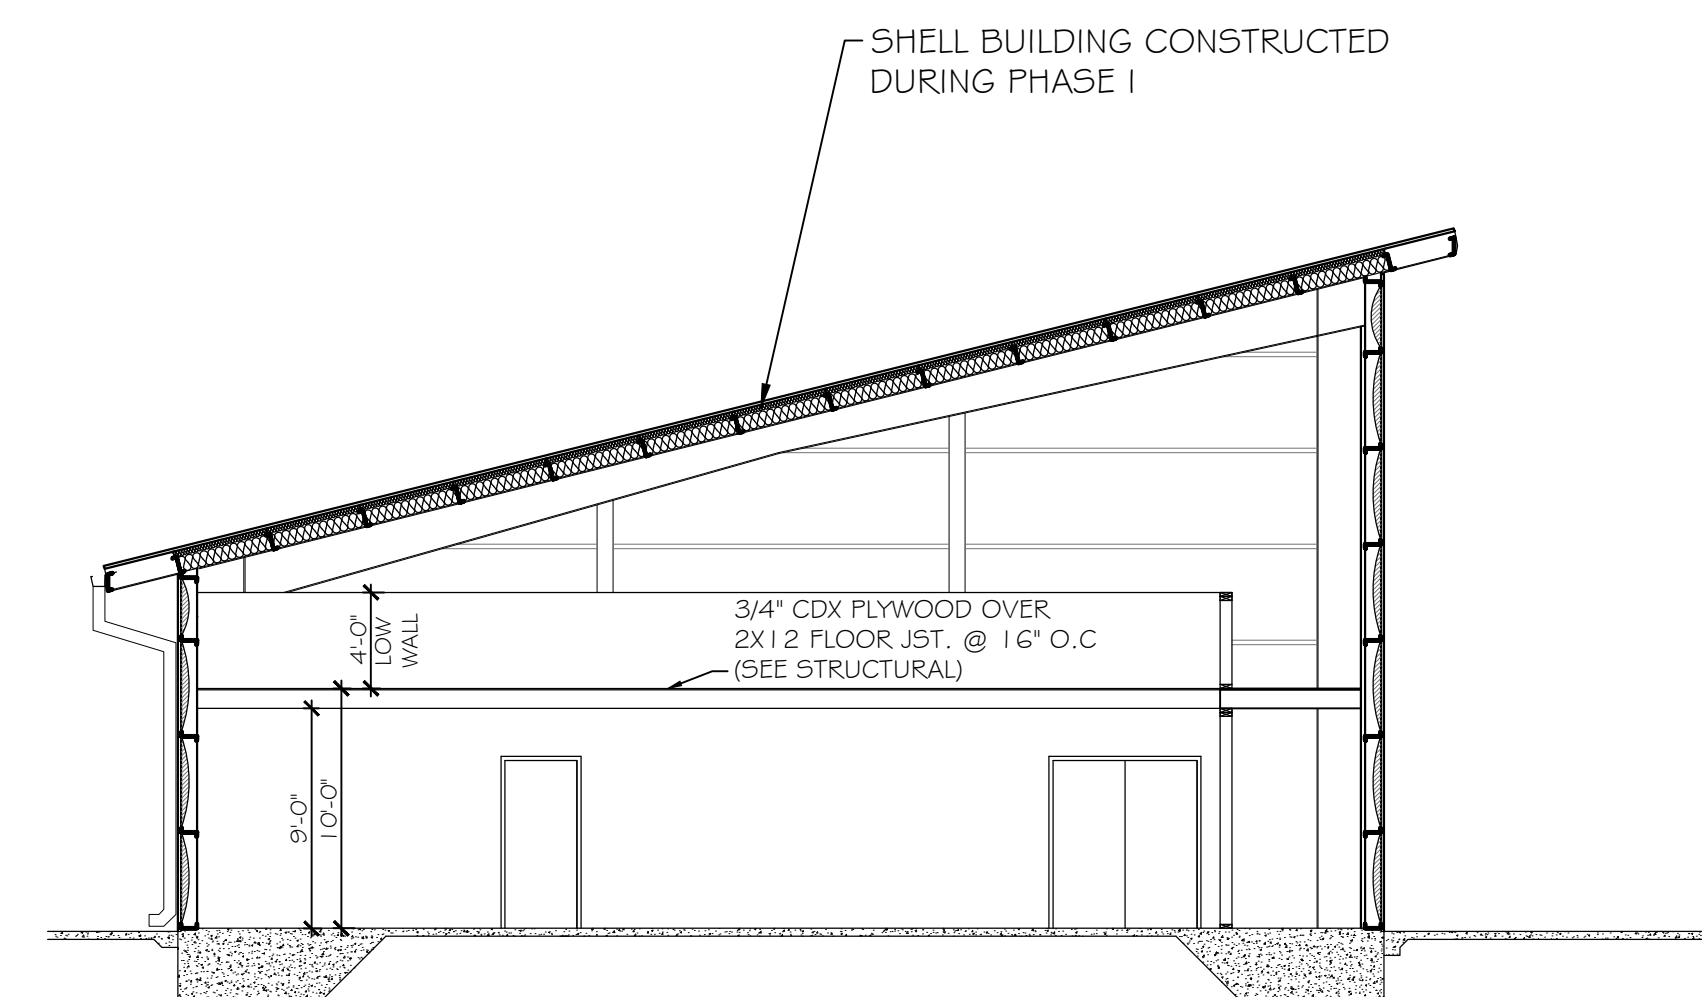 SHELL BUILDING CONSTRUCTED
DURING PHASE I
4'-0"
LOW
WALL
3/4" CDX PLYWOOD OVER
2X12 FLOOR JST. @ 16" O.C
(SEE STRUCTURAL)
9'-0"
10'-0"